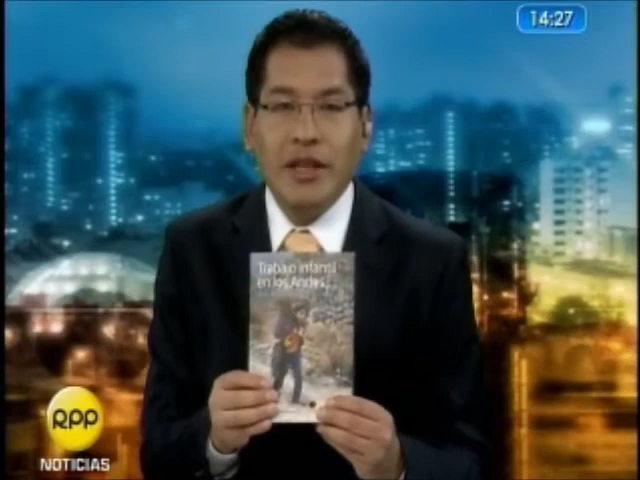 14:27
Trabajo infantil
en los Andes
RPP
NOTICIAS